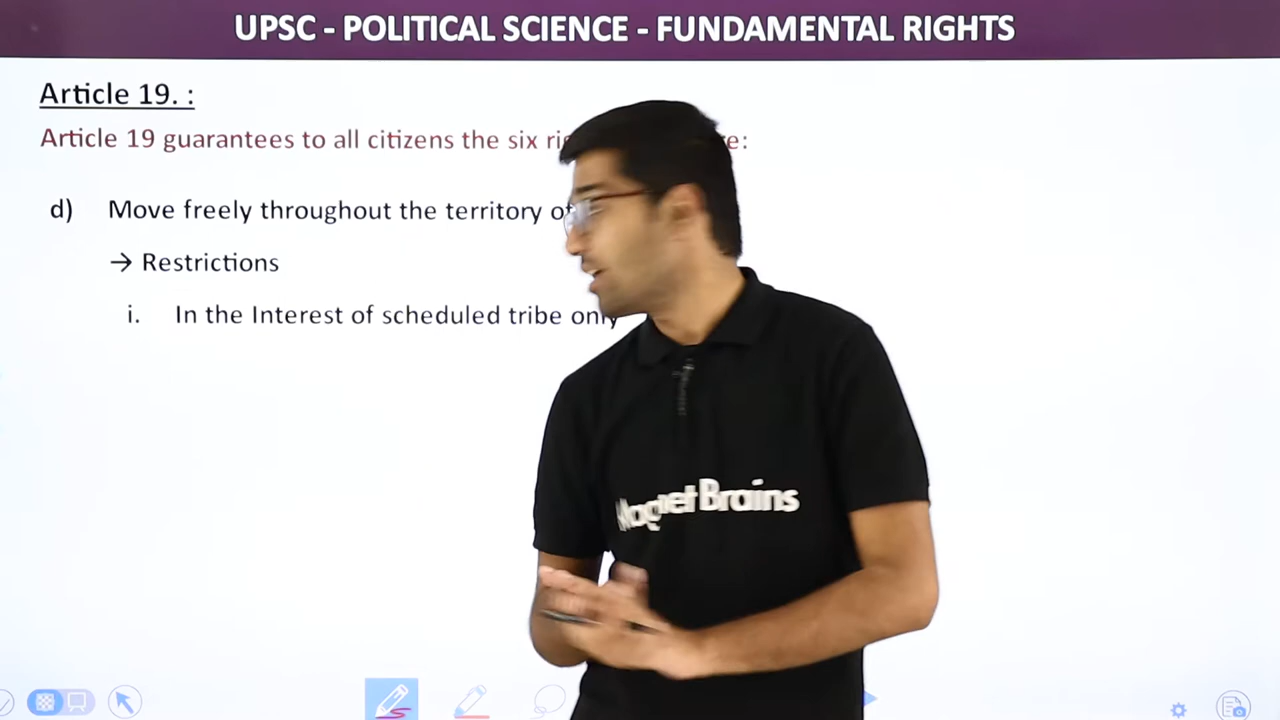 UPSC - POLITICAL SCIENCE - FUNDAMENTAL RIGHTS
Article 19. :
Article 19 guarantees to all citizens the six
d) Move freely throughout the territory of
→ Restrictions
i. In the Interest of scheduled tribe only
Magnet Brains